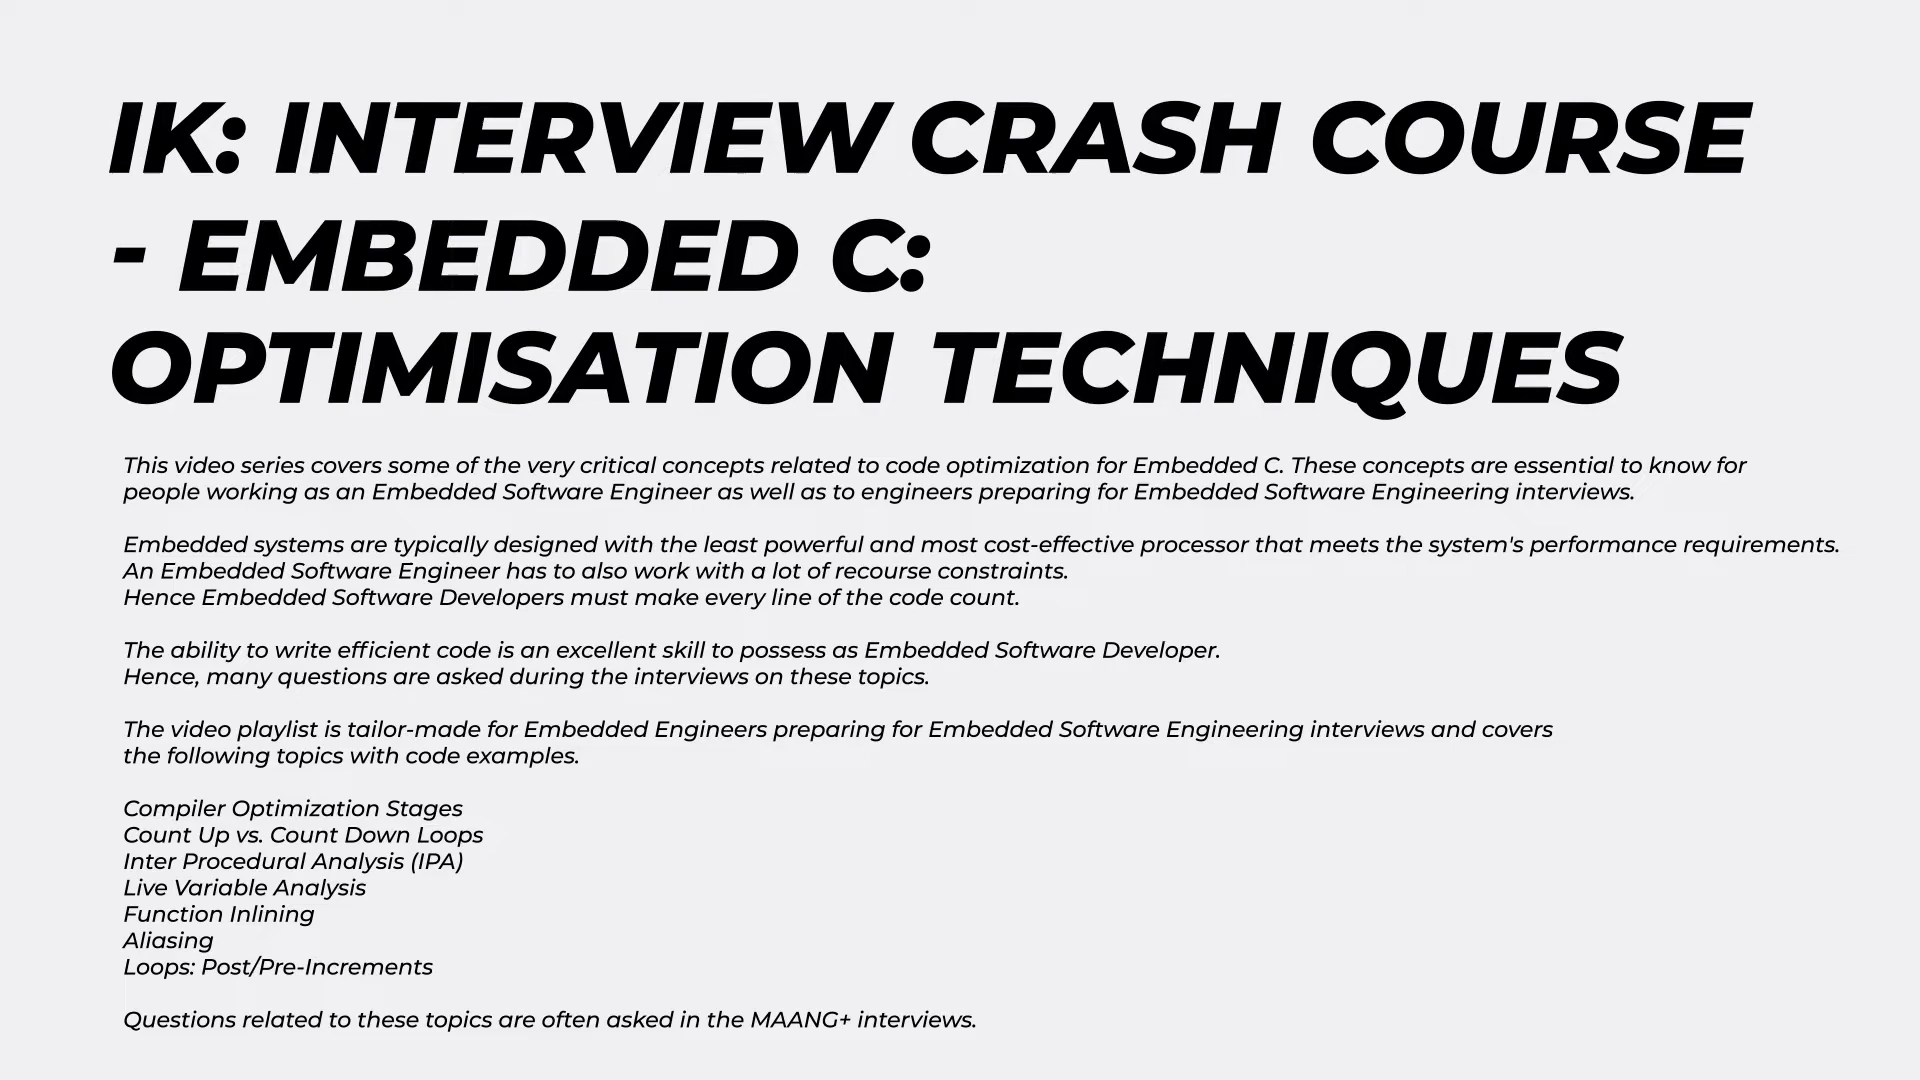 IK: INTERVIEW CRASH COURSE
- EMBEDDED C:
OPTIMISATION TECHNIQUES
This video series covers some of the very critical concepts related to code optimization for Embedded C. These concepts are essential to know for
people working as an Embedded Software Engineer as well as to engineers preparing for Embedded Software Engineering interviews.
Embedded systems are typically designed with the least powerful and most cost-effective processor that meets the system's performance requirements.
An Embedded Software Engineer has to also work with a lot of recourse constraints.
Hence Embedded Software Developers must make every line of the code count.
The ability to write efficient code is an excellent skill to possess as Embedded Software Developer.
Hence, many questions are asked during the interviews on these topics.
The video playlist is tailor-made for Embedded Engineers preparing for Embedded Software Engineering interviews and covers
the following topics with code examples.
Compiler Optimization Stages
Count Up vs. Count Down Loops
Inter Procedural Analysis (IPA)
Live Variable Analysis
Function Inlining
Aliasing
Loops: Post/Pre-Increments
Questions related to these topics are often asked in the MAANG+ interviews.